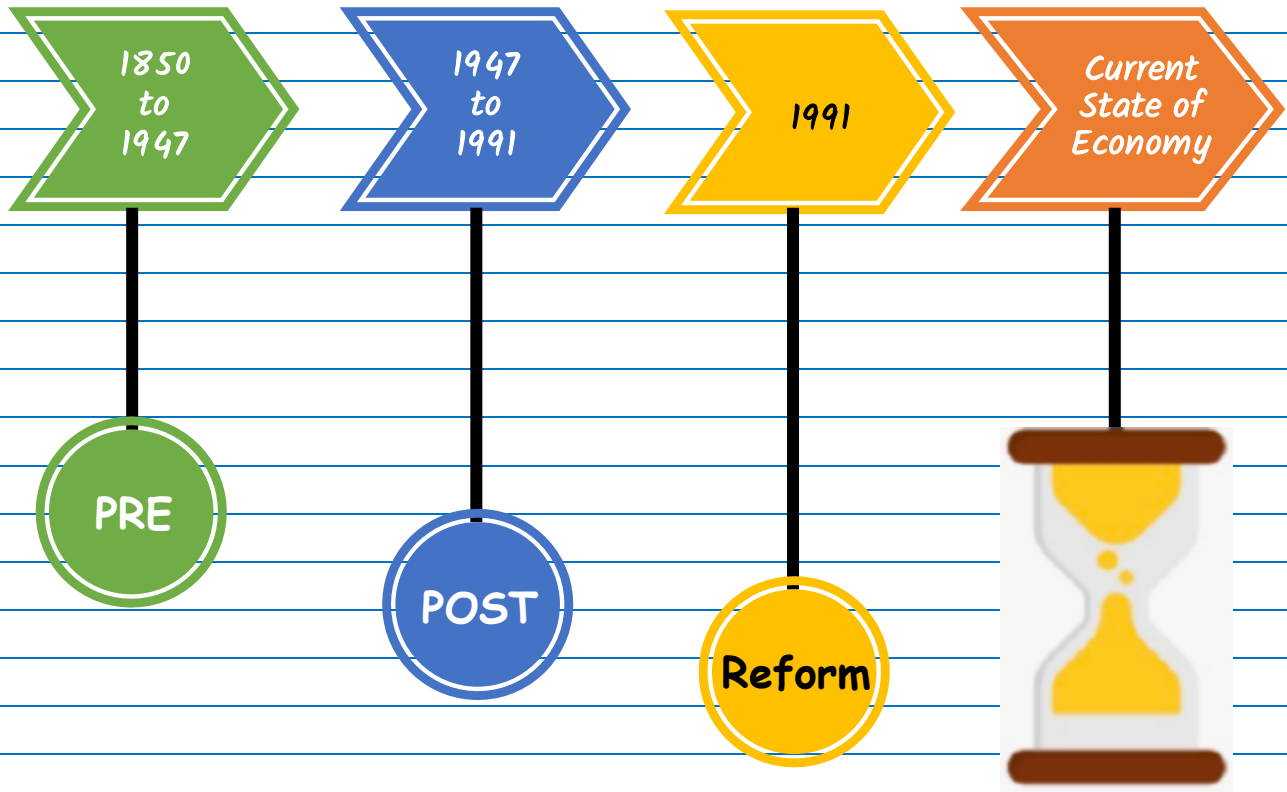 1850
to
1947
1947
to
1991
1991
Current
State of
Economy
PRE
POST
Reform